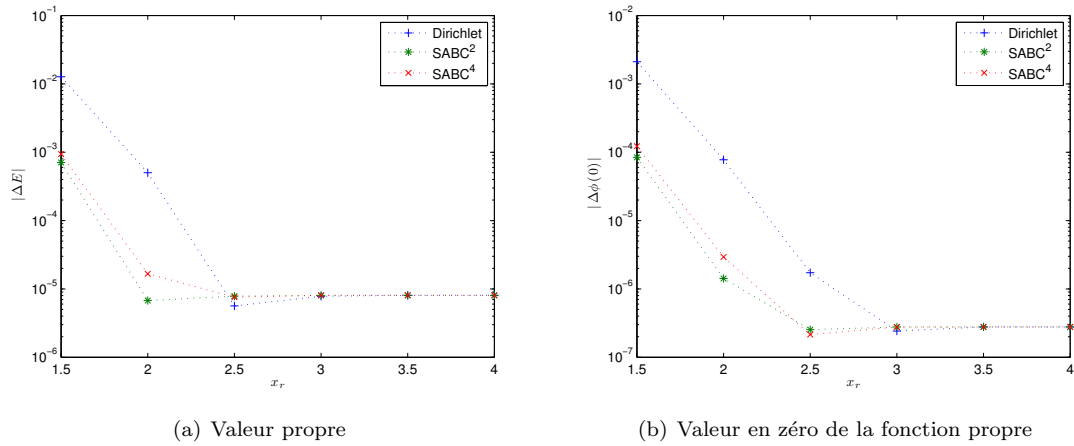 10^{-1}
10^{-2}
10^{-3}
10^{-4}
10^{-5}
10^{-6}
|ΔE|
1.5 2 2.5 3 3.5 4
x_r
Dirichlet
SABC^2
SABC^4
(a) Valeur propre
10^{-2}
10^{-3}
10^{-4}
10^{-5}
10^{-6}
10^{-7}
|Δϕ(0)|
1.5 2 2.5 3 3.5 4
x_r
Dirichlet
SABC^2
SABC^4
(b) Valeur en zéro de la fonction propre